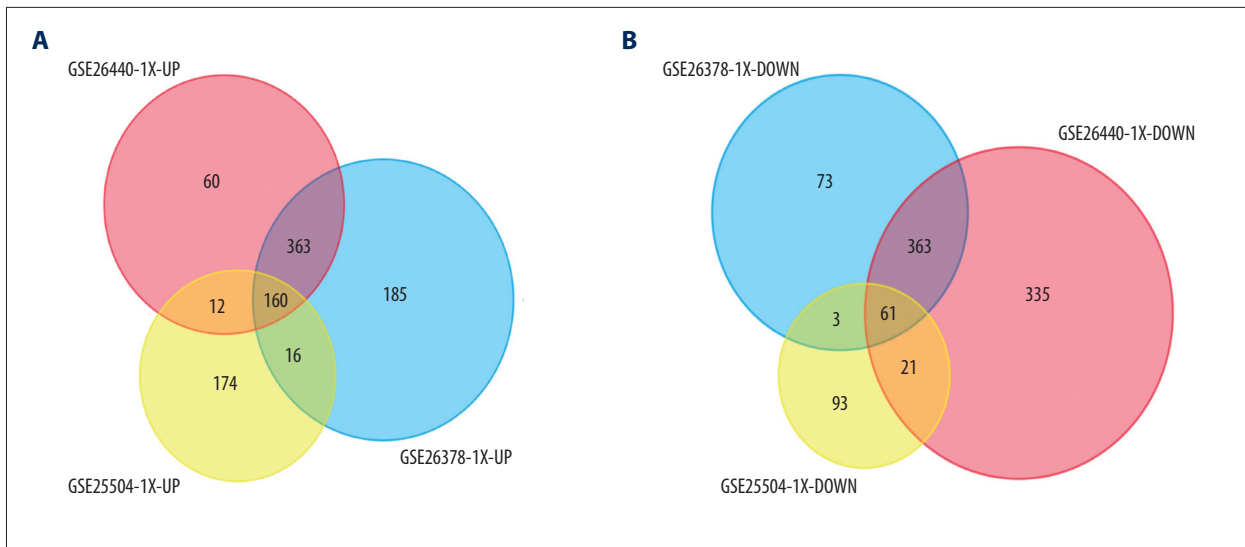 A
GSE26440-1X-UP
60
363
185
12
160
16
174
GSE26378-1X-UP
GSE25504-1X-UP
B
GSE26378-1X-DOWN
GSE26440-1X-DOWN
73
363
335
3
61
21
93
GSE25504-1X-DOWN